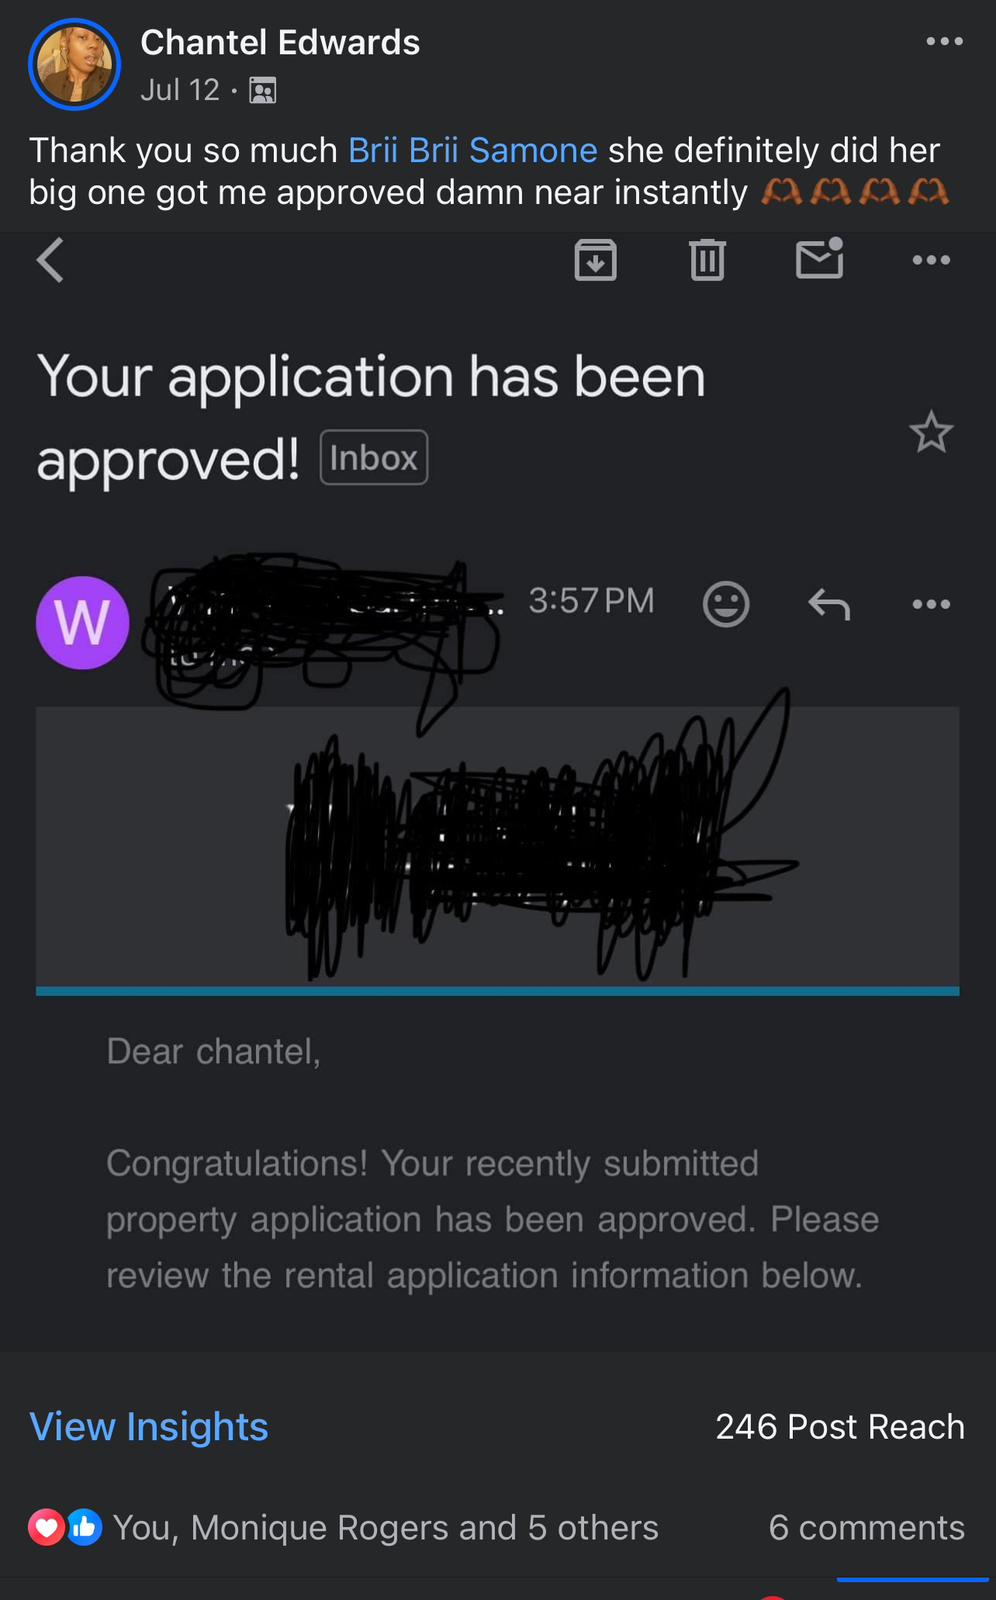 Chantel Edwards
Jul 12 ·
Thank you so much Brii Brii Samone she definitely did her
big one got me approved damn near instantly 🫶🏾🫶🏾🫶🏾🫶🏾
Your application has been
approved! Inbox
W
3:57 PM
Dear chantel,
Congratulations! Your recently submitted
property application has been approved. Please
review the rental application information below.
View Insights 246 Post Reach
You, Monique Rogers and 5 others 6 comments